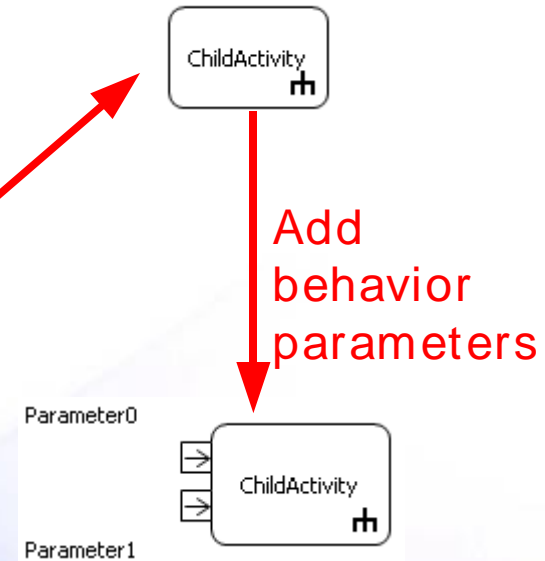 ChildActivity
Add
behavior
parameters
Parameter0
ChildActivity
Parameter1